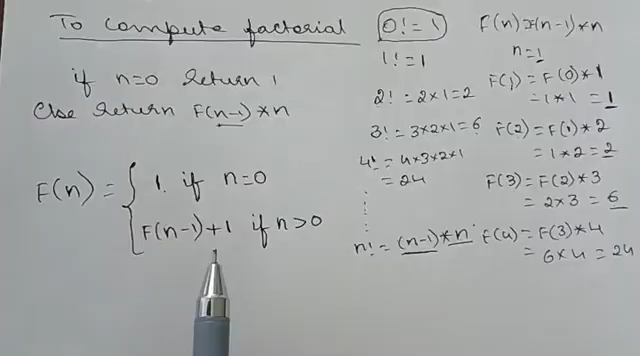 To compute factorial
if n=0 return 1
Else return F(n-1)*n
F(n) = { 1. if n=0
F(n-1)+1 if n>0
0! = 1
1! = 1
2! = 2×1=2
3! = 3×2×1=6
4! = 4×3×2×1
= 24
n! = (n-1)*n
n=1
F(1) = F(0)*1
= 1*1 = 1
F(2) = F(1)*2
= 1×2 = 2
F(3) = F(2)*3
= 2×3 = 6
F(4) = F(3)*4
= 6×4 = 24